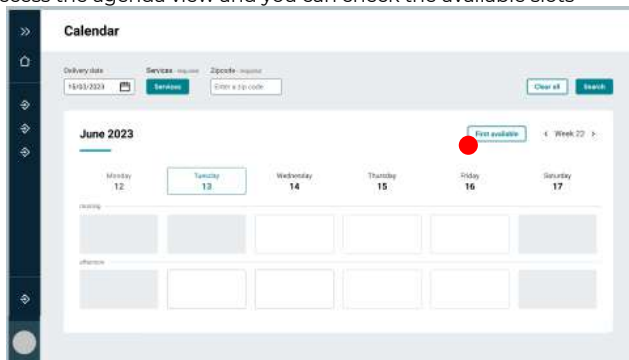 access the agenda view and you can check the available slots
Calendar
Delivery date
Services - required
Zipcode - required
15/03/2023
Services
Enter a zip code
Clear all
Search
June 2023
First available
< Week 22 >
Monday
12
Tuesday
13
Wednesday
14
Thursday
15
Friday
16
Saturday
17
morning
afternoon